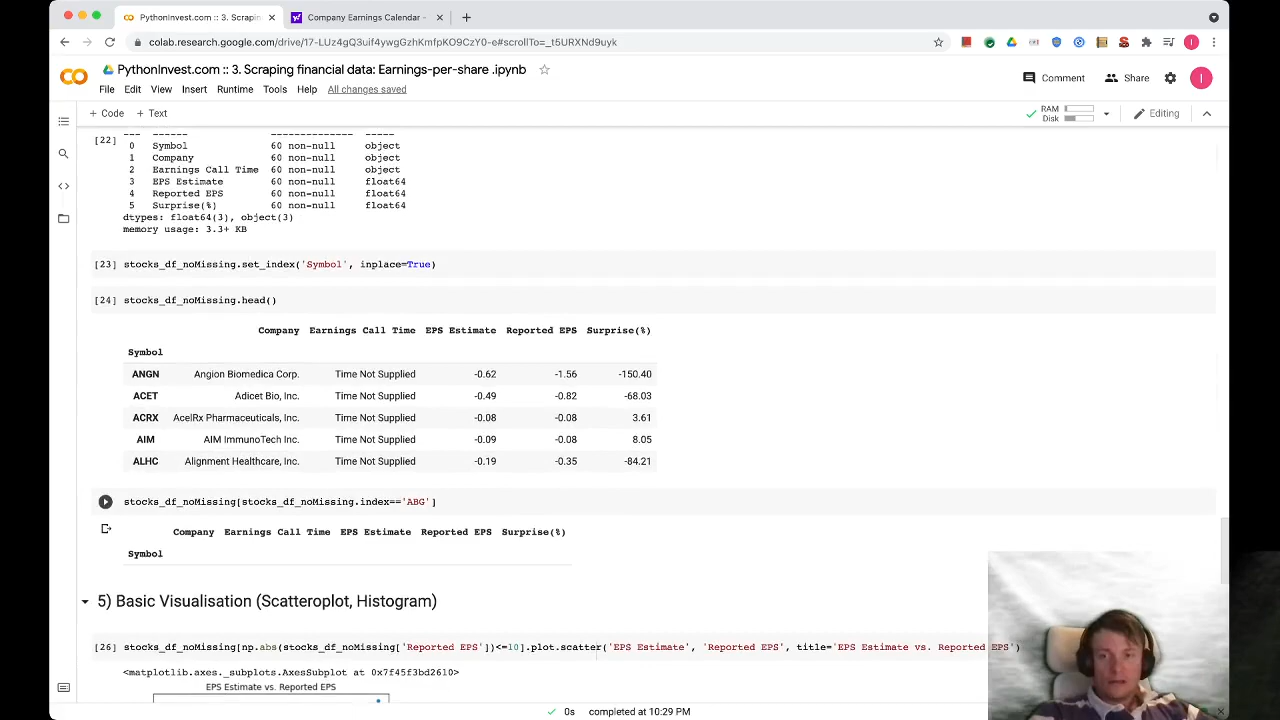 PythonInvest.com :: 3. Scrapin
Company Earnings Calendar -
colab.research.google.com/drive/17-LUz4gQ3uif4ywgGzhKmfpKO9CzY0-e#scrollTo=_t5URXNd9uyk
I
PythonInvest.com :: 3. Scraping financial data: Earnings-per-share .ipynb
Comment
Share
I
File Edit View Insert Runtime Tools Help All changes saved
+ Code + Text
RAM
Disk
Editing
[22]
--- ------ -------------- -----
0 Symbol 60 non-null object
1 Company 60 non-null object
2 Earnings Call Time 60 non-null object
3 EPS Estimate 60 non-null float64
4 Reported EPS 60 non-null float64
5 Surprise(%) 60 non-null float64
dtypes: float64(3), object(3)
memory usage: 3.3+ KB
[23] stocks_df_noMissing.set_index('Symbol', inplace=True)
[24] stocks_df_noMissing.head()
Company Earnings Call Time EPS Estimate Reported EPS Surprise(%)
Symbol
ANGN Angion Biomedica Corp. Time Not Supplied -0.62 -1.56 -150.40
ACET Adicet Bio, Inc. Time Not Supplied -0.49 -0.82 -68.03
ACRX AcelRx Pharmaceuticals, Inc. Time Not Supplied -0.08 -0.08 3.61
AIM AIM ImmunoTech Inc. Time Not Supplied -0.09 -0.08 8.05
ALHC Alignment Healthcare, Inc. Time Not Supplied -0.19 -0.35 -84.21
stocks_df_noMissing[stocks_df_noMissing.index=='ABG']
Company Earnings Call Time EPS Estimate Reported EPS Surprise(%)
Symbol
5) Basic Visualisation (Scatteroplot, Histogram)
[26] stocks_df_noMissing[np.abs(stocks_df_noMissing['Reported EPS'])<=10].plot.scatter('EPS Estimate', 'Reported EPS', title='EPS Estimate vs. Reported EPS')
<matplotlib.axes._subplots.AxesSubplot at 0x7f45f3bd2610>
EPS Estimate vs. Reported EPS
0s completed at 10:29 PM